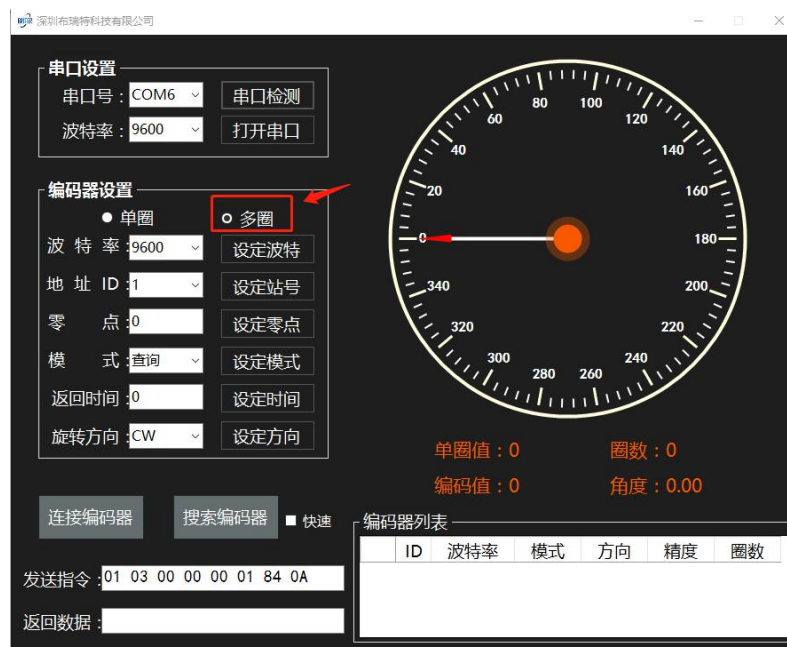 深圳布瑞特科技有限公司
串口设置
串口号：COM6 串口检测
波特率：9600 打开串口
编码器设置
单圈 多圈
波 特 率：9600 设定波特
地 址 ID：1 设定站号
零 点：0 设定零点
模 式：查询 设定模式
返回时间：0 设定时间
旋转方向：CW 设定方向
连接编码器 搜索编码器 快速
发送指令：01 03 00 00 00 01 84 0A
返回数据：
0
20
40
60
80
100
120
140
160
180
200
220
240
260
280
300
320
340
单圈值：0 圈数：0
编码值：0 角度：0.00
编码器列表
ID 波特率 模式 方向 精度 圈数